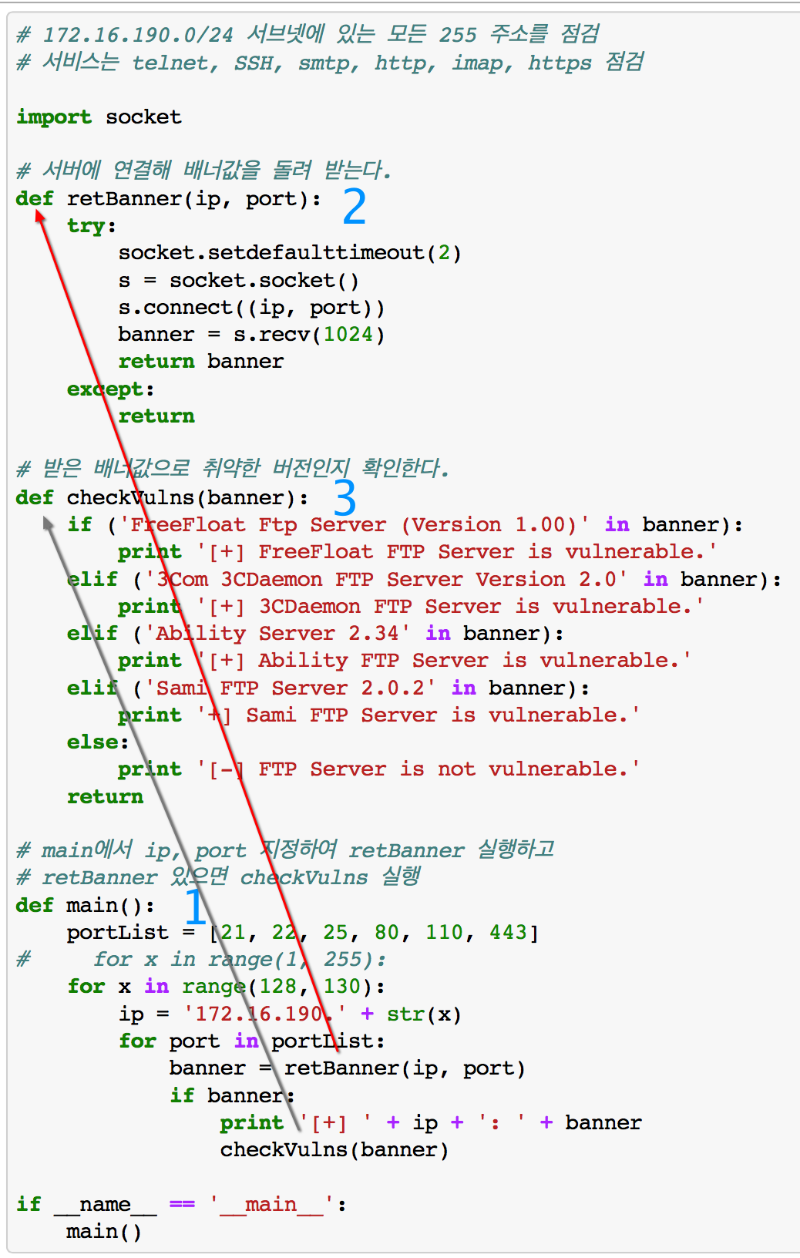 # 172.16.190.0/24 서브넷에 있는 모든 255 주소를 점검
# 서비스는 telnet, SSH, smtp, http, imap, https 점검
import socket
# 서버에 연결해 배너값을 돌려 받는다.
def retBanner(ip, port): 2
    try:
        socket.setdefaulttimeout(2)
        s = socket.socket()
        s.connect((ip, port))
        banner = s.recv(1024)
        return banner
    except:
        return
# 받은 배너값으로 취약한 버전인지 확인한다.
def checkVulns(banner): 3
    if ('FreeFloat Ftp Server (Version 1.00)' in banner):
        print '[+] FreeFloat FTP Server is vulnerable.'
    elif ('3Com 3CDaemon FTP Server Version 2.0' in banner):
        print '[+] 3CDaemon FTP Server is vulnerable.'
    elif ('Ability Server 2.34' in banner):
        print '[+] Ability FTP Server is vulnerable.'
    elif ('Sami FTP Server 2.0.2' in banner):
        print '+] Sami FTP Server is vulnerable.'
    else:
        print '[-] FTP Server is not vulnerable.'
    return
# main에서 ip, port 지정하여 retBanner 실행하고
# retBanner 있으면 checkVulns 실행
def main(): 1
    portList = [21, 22, 25, 80, 110, 443]
#     for x in range(1, 255):
    for x in range(128, 130):
        ip = '172.16.190.' + str(x)
        for port in portList:
            banner = retBanner(ip, port)
            if banner:
                print '[+] ' + ip + ': ' + banner
                checkVulns(banner)
if __name__ == '__main__':
    main()